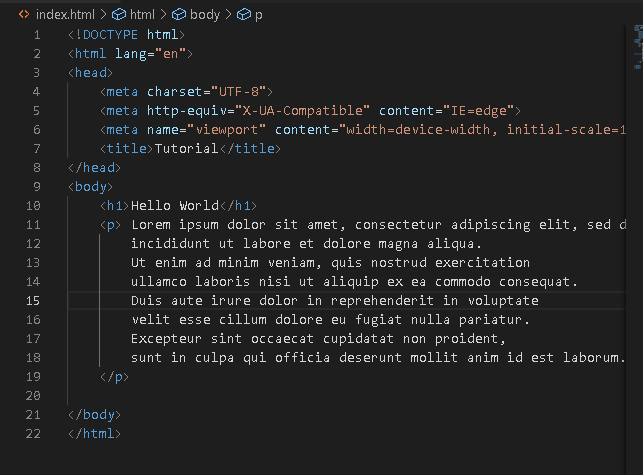 index.html > html > body > p
1 <!DOCTYPE html>
2 <html lang="en">
3 <head>
4 <meta charset="UTF-8">
5 <meta http-equiv="X-UA-Compatible" content="IE=edge">
6 <meta name="viewport" content="width=device-width, initial-scale=1
7 <title>Tutorial</title>
8 </head>
9 <body>
10 <h1>Hello World</h1>
11 <p> Lorem ipsum dolor sit amet, consectetur adipiscing elit, sed d
12 incididunt ut labore et dolore magna aliqua.
13 Ut enim ad minim veniam, quis nostrud exercitation
14 ullamco laboris nisi ut aliquip ex ea commodo consequat.
15 Duis aute irure dolor in reprehenderit in voluptate
16 velit esse cillum dolore eu fugiat nulla pariatur.
17 Excepteur sint occaecat cupidatat non proident,
18 sunt in culpa qui officia deserunt mollit anim id est laborum.
19 </p>
20
21 </body>
22 </html>